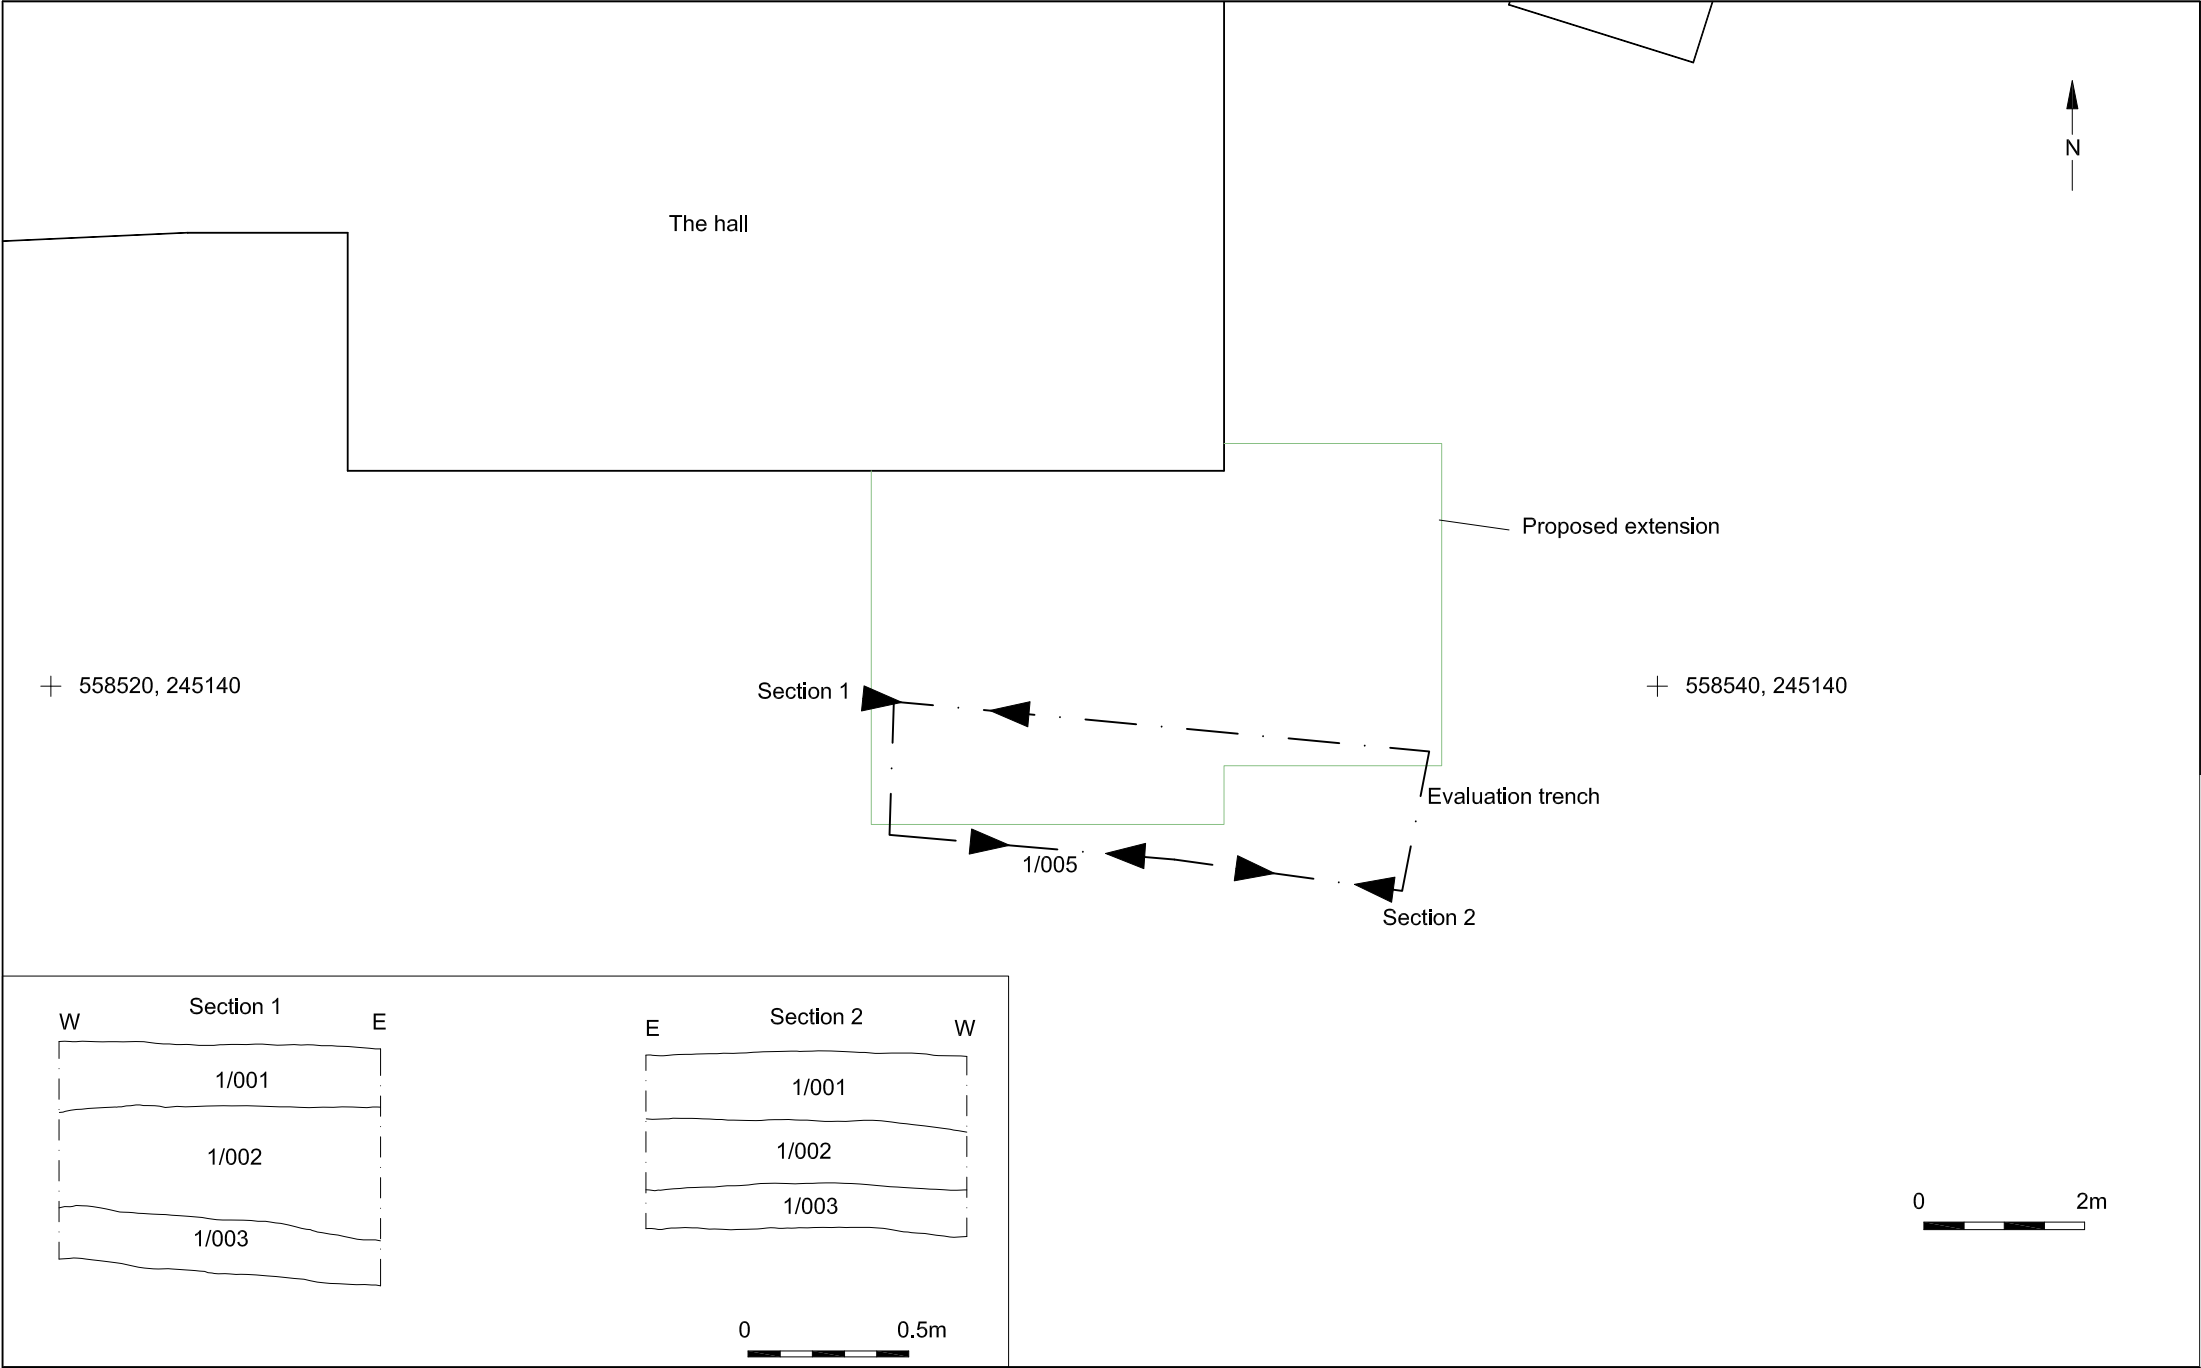 N
The hall
Proposed extension
558520, 245140
Section 1
558540, 245140
Evaluation trench
1/005
Section 2
Section 1
W
E
1/001
1/002
1/003
Section 2
E
W
1/001
1/002
1/003
0
0.5m
0
2m